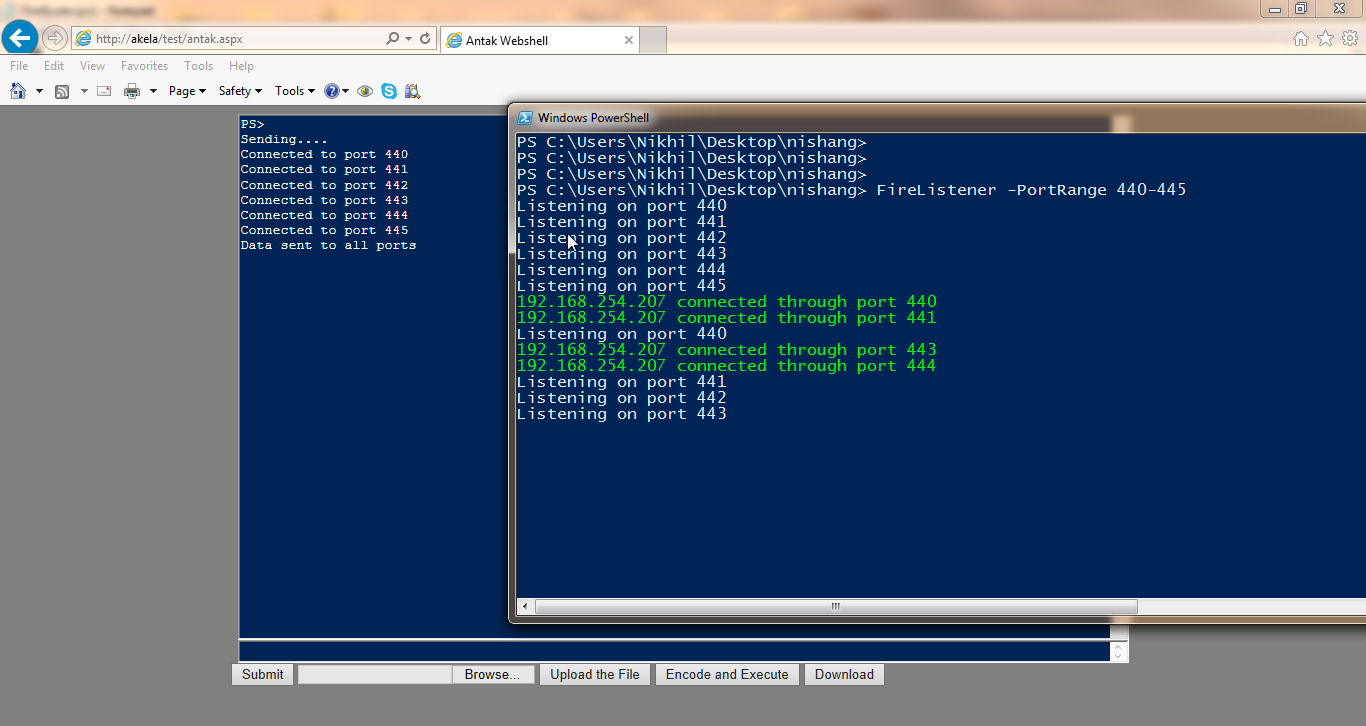 http://akela/test/antak.aspx
Antak Webshell
File Edit View Favorites Tools Help
Page Safety Tools
PS>
Sending....
Connected to port 440
Connected to port 441
Connected to port 442
Connected to port 443
Connected to port 444
Connected to port 445
Data sent to all ports
Windows PowerShell
PS C:\Users\Nikhil\Desktop\nishang>
PS C:\Users\Nikhil\Desktop\nishang>
PS C:\Users\Nikhil\Desktop\nishang>
PS C:\Users\Nikhil\Desktop\nishang> FireListener -PortRange 440-445
Listening on port 440
Listening on port 441
Listening on port 442
Listening on port 443
Listening on port 444
Listening on port 445
192.168.254.207 connected through port 440
192.168.254.207 connected through port 441
Listening on port 440
192.168.254.207 connected through port 443
192.168.254.207 connected through port 444
Listening on port 441
Listening on port 442
Listening on port 443
Submit Browse... Upload the File Encode and Execute Download